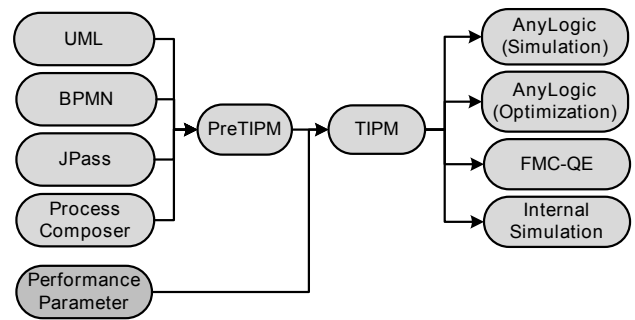 UML
BPMN
JPass
Process
Composer
Performance
Parameter
PreTIPM
TIPM
AnyLogic
(Simulation)
AnyLogic
(Optimization)
FMC-QE
Internal
Simulation